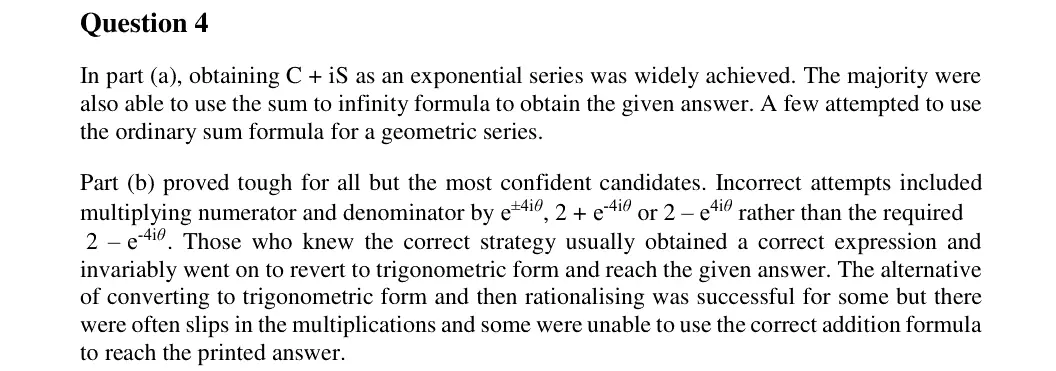 Question 4
In part (a), obtaining C + iS as an exponential series was widely achieved. The majority were
also able to use the sum to infinity formula to obtain the given answer. A few attempted to use
the ordinary sum formula for a geometric series.
Part (b) proved tough for all but the most confident candidates. Incorrect attempts included
multiplying numerator and denominator by e^{±4iθ}, 2 + e^{-4iθ} or 2 – e^{4iθ} rather than the required
2 – e^{-4iθ}. Those who knew the correct strategy usually obtained a correct expression and
invariably went on to revert to trigonometric form and reach the given answer. The alternative
of converting to trigonometric form and then rationalising was successful for some but there
were often slips in the multiplications and some were unable to use the correct addition formula
to reach the printed answer.